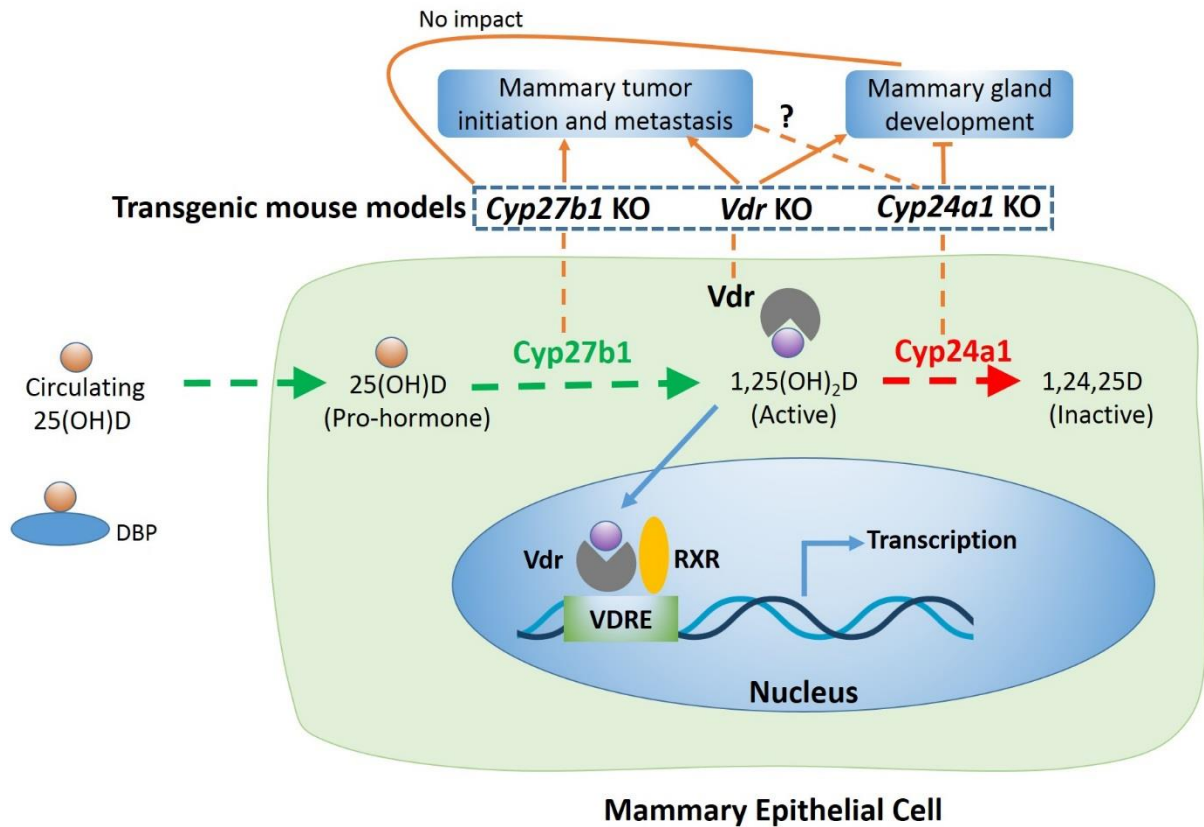 No impact
Mammary tumor
initiation and metastasis
?
Mammary gland
development
Transgenic mouse models
Cyp27b1 KO
Vdr KO
Cyp24a1 KO
Vdr
Cyp27b1
Cyp24a1
Circulating
25(OH)D
25(OH)D
(Pro-hormone)
1,25(OH)₂D
(Active)
1,24,25D
(Inactive)
DBP
Vdr
RXR
Transcription
VDRE
Nucleus
Mammary Epithelial Cell